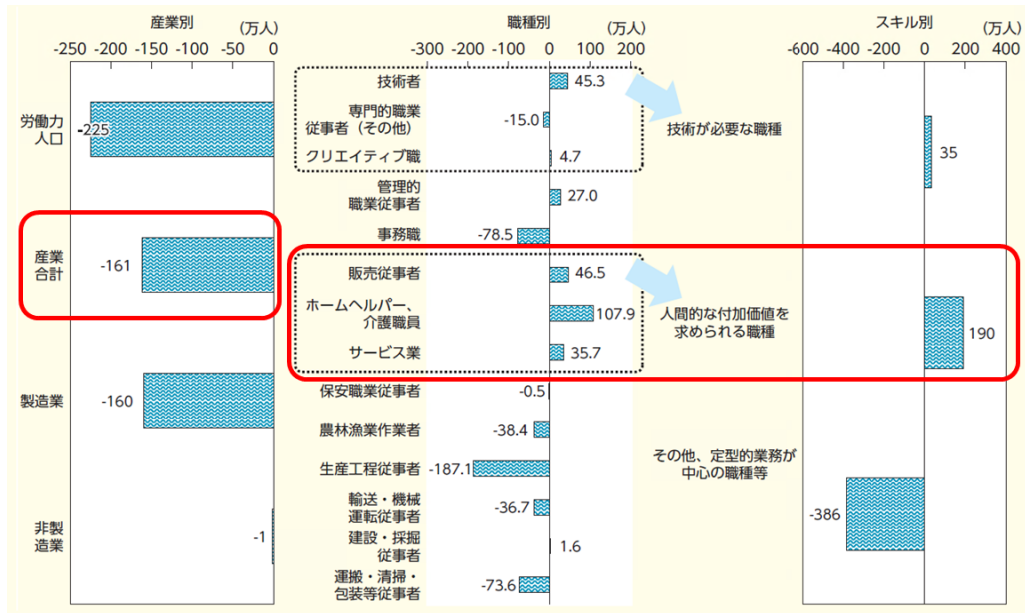 産業別
(万人)
-250 -200 -150 -100 -50 0
労働力
人口
-225
産業
合計
-161
製造業
-160
非製
造業
-1
職種別
(万人)
-300 -200 -100 0 100 200
技術者
45.3
専門的職業
従事者（その他）
-15.0
クリエイティブ職
4.7
管理的
職業従事者
27.0
事務職
-78.5
販売従事者
46.5
ホームヘルパー、
介護職員
107.9
サービス業
35.7
保安職業従事者
-0.5
農林漁業作業者
-38.4
生産工程従事者
-187.1
輸送・機械
運転従事者
-36.7
建設・採掘
従事者
1.6
運搬・清掃・
包装等従事者
-73.6
スキル別
(万人)
-600 -400 -200 0 200 400
技術が必要な職種
35
人間的な付加価値を
求められる職種
190
その他、定型的業務が
中心の職種等
-386